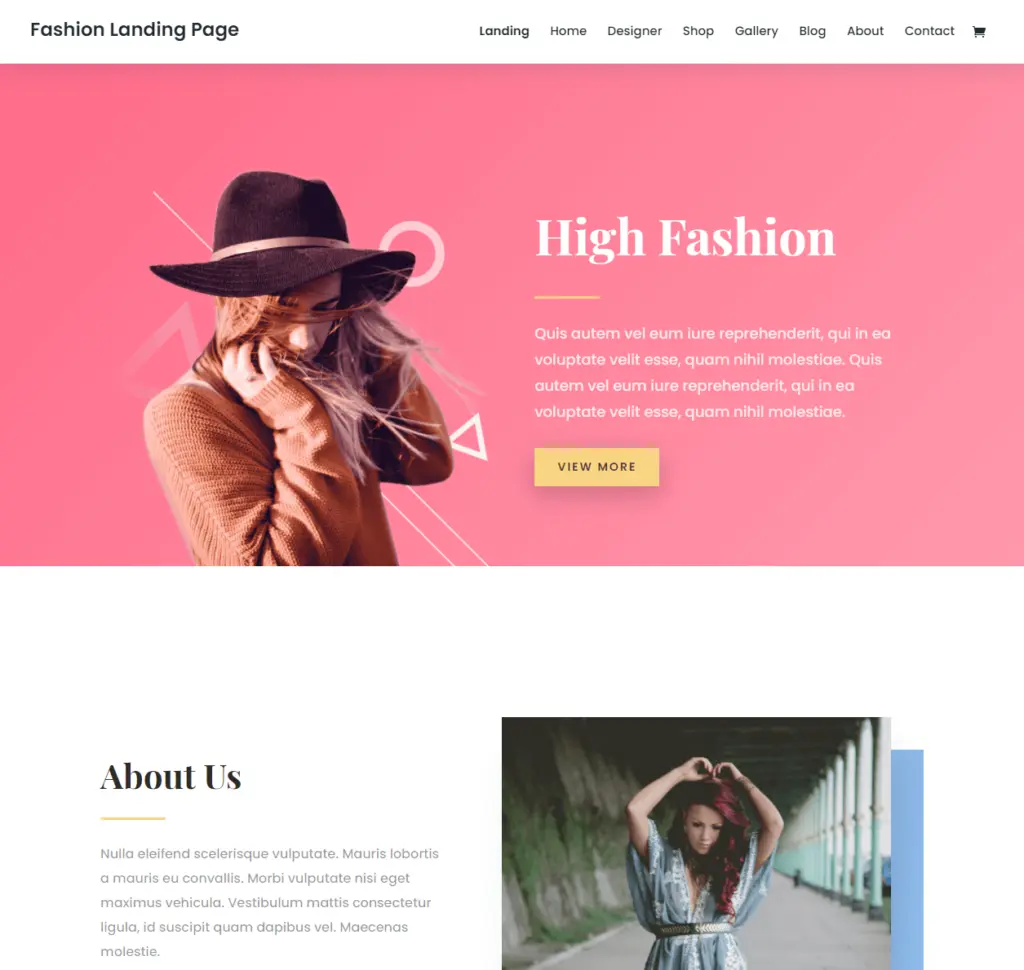 Fashion Landing Page
Landing Home Designer Shop Gallery Blog About Contact
High Fashion
Quis autem vel eum iure reprehenderit, qui in ea
voluptate velit esse, quam nihil molestiae. Quis
autem vel eum iure reprehenderit, qui in ea
voluptate velit esse, quam nihil molestiae.
VIEW MORE
About Us
Nulla eleifend scelerisque vulputate. Mauris lobortis
a mauris eu convallis. Morbi vulputate nisi eget
maximus vehicula. Vestibulum mattis consectetur
ligula, id suscipit quam dapibus vel. Maecenas
molestie.